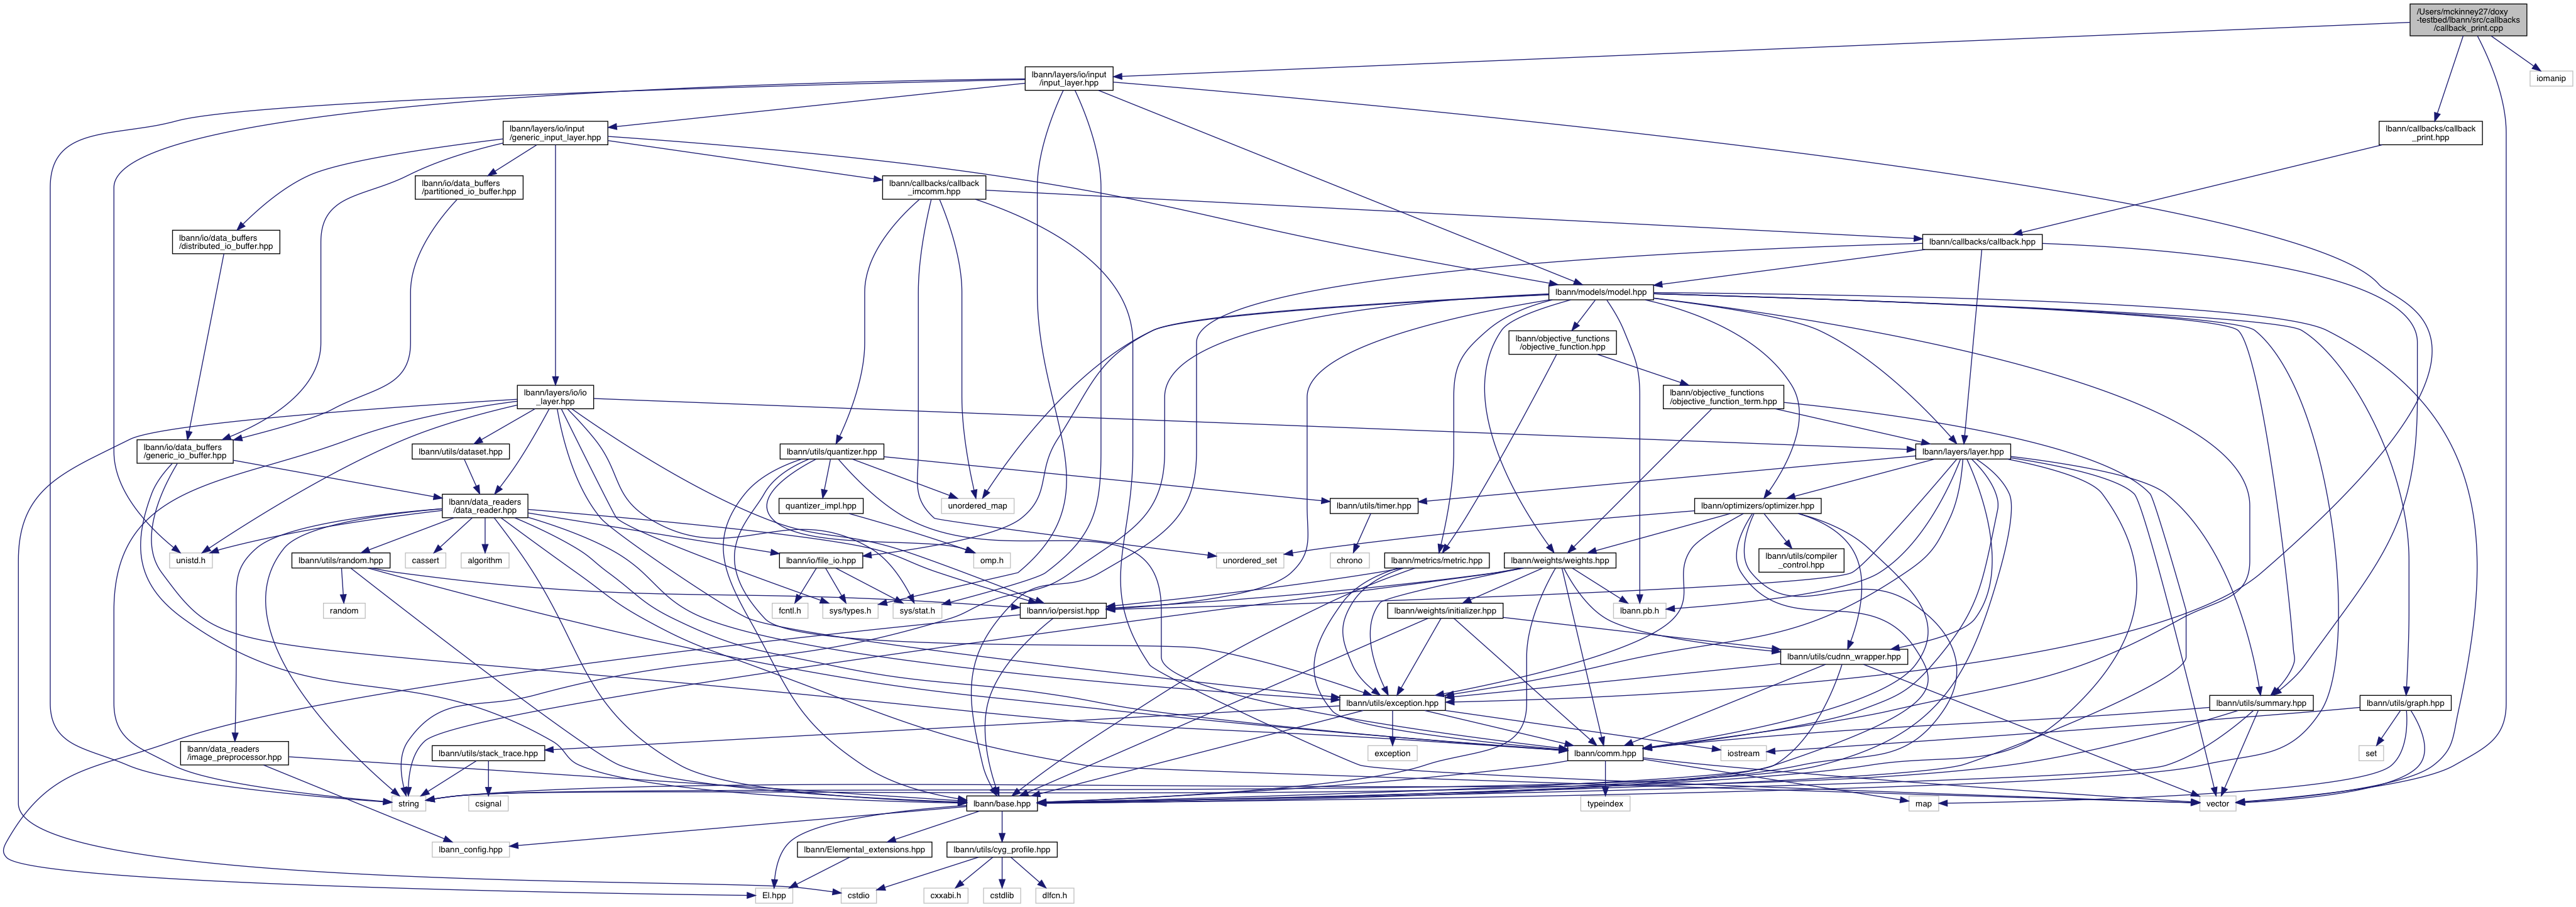 /Users/mckinney27/doxy
-testbed/lbann/src/callbacks
/callback_print.cpp
lbann/layers/io/input
/input_layer.hpp
iomanip
lbann/layers/io/input
/generic_input_layer.hpp
lbann/callbacks/callback
_print.hpp
lbann/io/data_buffers
/partitioned_io_buffer.hpp
lbann/callbacks/callback
_imcomm.hpp
lbann/io/data_buffers
/distributed_io_buffer.hpp
lbann/callbacks/callback.hpp
lbann/models/model.hpp
lbann/objective_functions
/objective_function.hpp
lbann/layers/io/io
_layer.hpp
lbann/objective_functions
/objective_function_term.hpp
lbann/io/data_buffers
/generic_io_buffer.hpp
lbann/utils/dataset.hpp
lbann/utils/quantizer.hpp
lbann/layers/layer.hpp
lbann/data_readers
/data_reader.hpp
quantizer_impl.hpp
unordered_map
lbann/utils/timer.hpp
lbann/optimizers/optimizer.hpp
unistd.h
lbann/utils/random.hpp
cassert
algorithm
lbann/io/file_io.hpp
omp.h
unordered_set
chrono
lbann/metrics/metric.hpp
lbann/weights/weights.hpp
lbann/utils/compiler
_control.hpp
random
fcntl.h
sys/types.h
sys/stat.h
lbann/io/persist.hpp
lbann/weights/initializer.hpp
lbann.pb.h
lbann/utils/cudnn_wrapper.hpp
lbann/utils/exception.hpp
lbann/utils/summary.hpp
lbann/utils/graph.hpp
lbann/data_readers
/image_preprocessor.hpp
lbann/utils/stack_trace.hpp
exception
lbann/comm.hpp
iostream
set
string
csignal
lbann/base.hpp
typeindex
map
vector
lbann_config.hpp
lbann/Elemental_extensions.hpp
lbann/utils/cyg_profile.hpp
El.hpp
cstdio
cxxabi.h
cstdlib
dlfcn.h